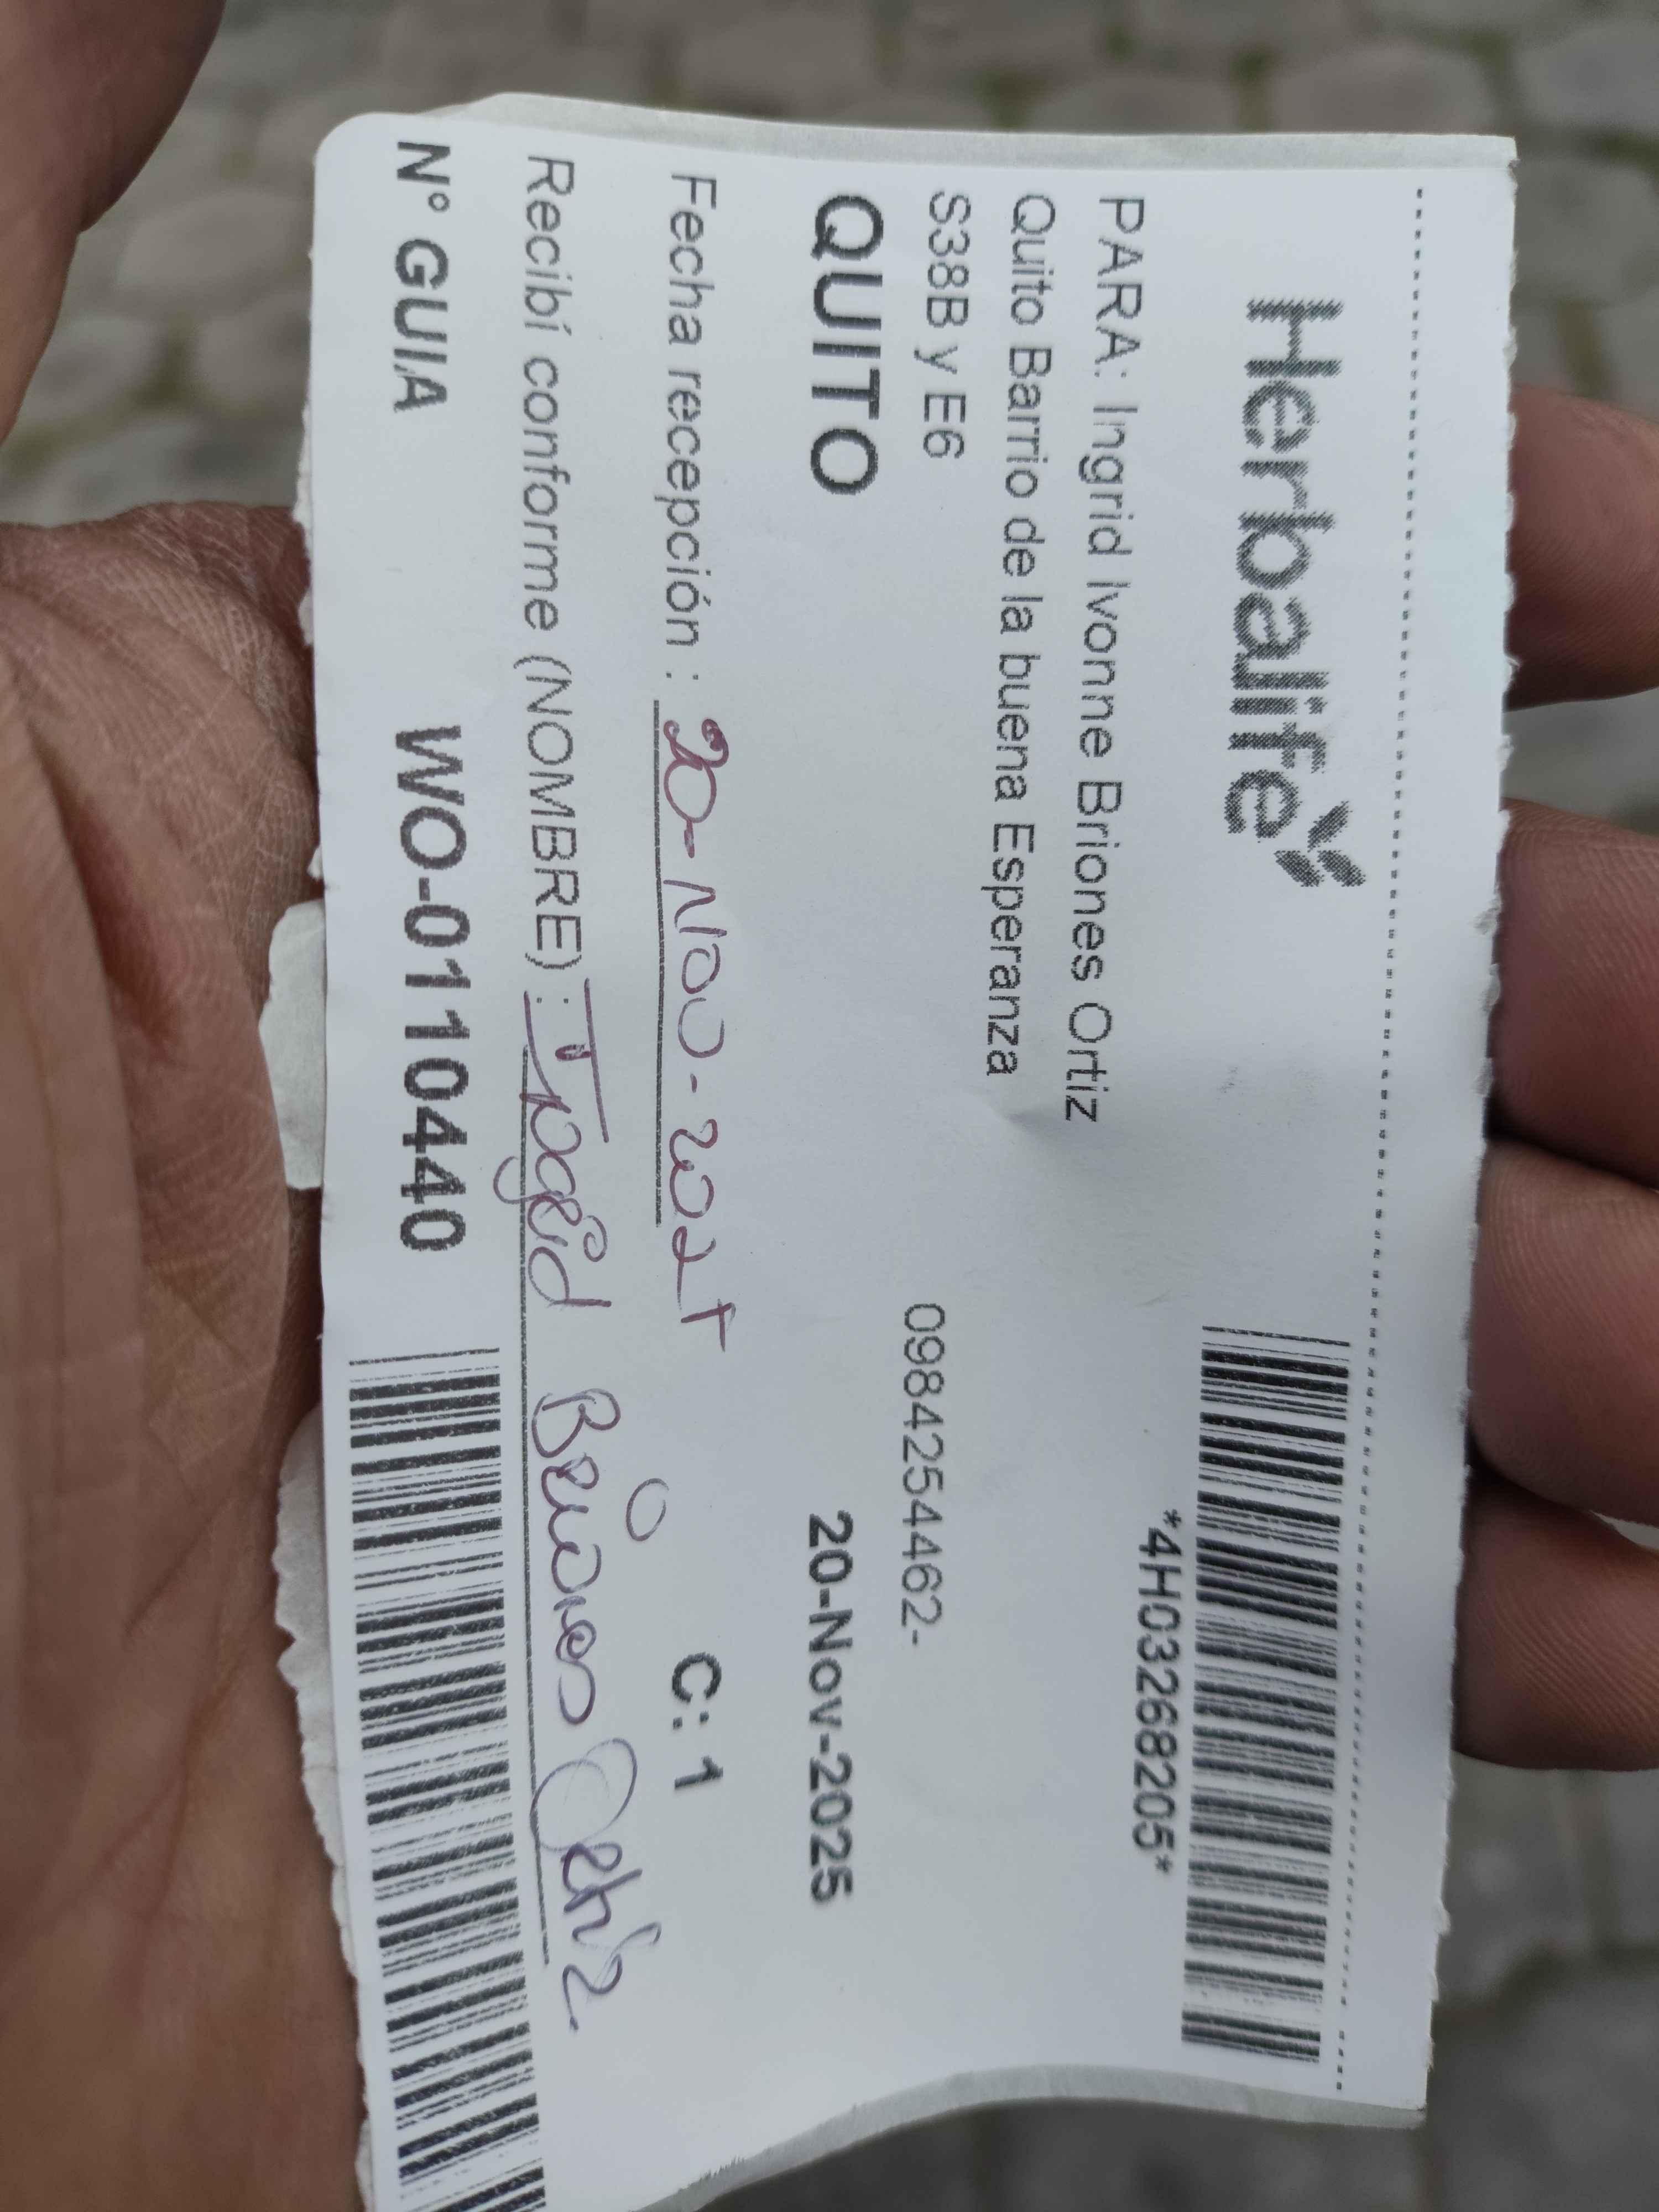 Herbalife
*4H03268205*
PARA: Ingrid Ivonne Briones Ortiz
Quito Barrio de la buena Esperanza
S38B y E6 0984254462-
QUITO 20-Nov-2025
Fecha recepción : 20-Nov-2025 C: 1
Recibí conforme (NOMBRE) : Ingrid Briones Ortiz
N° GUIA WO-0110440